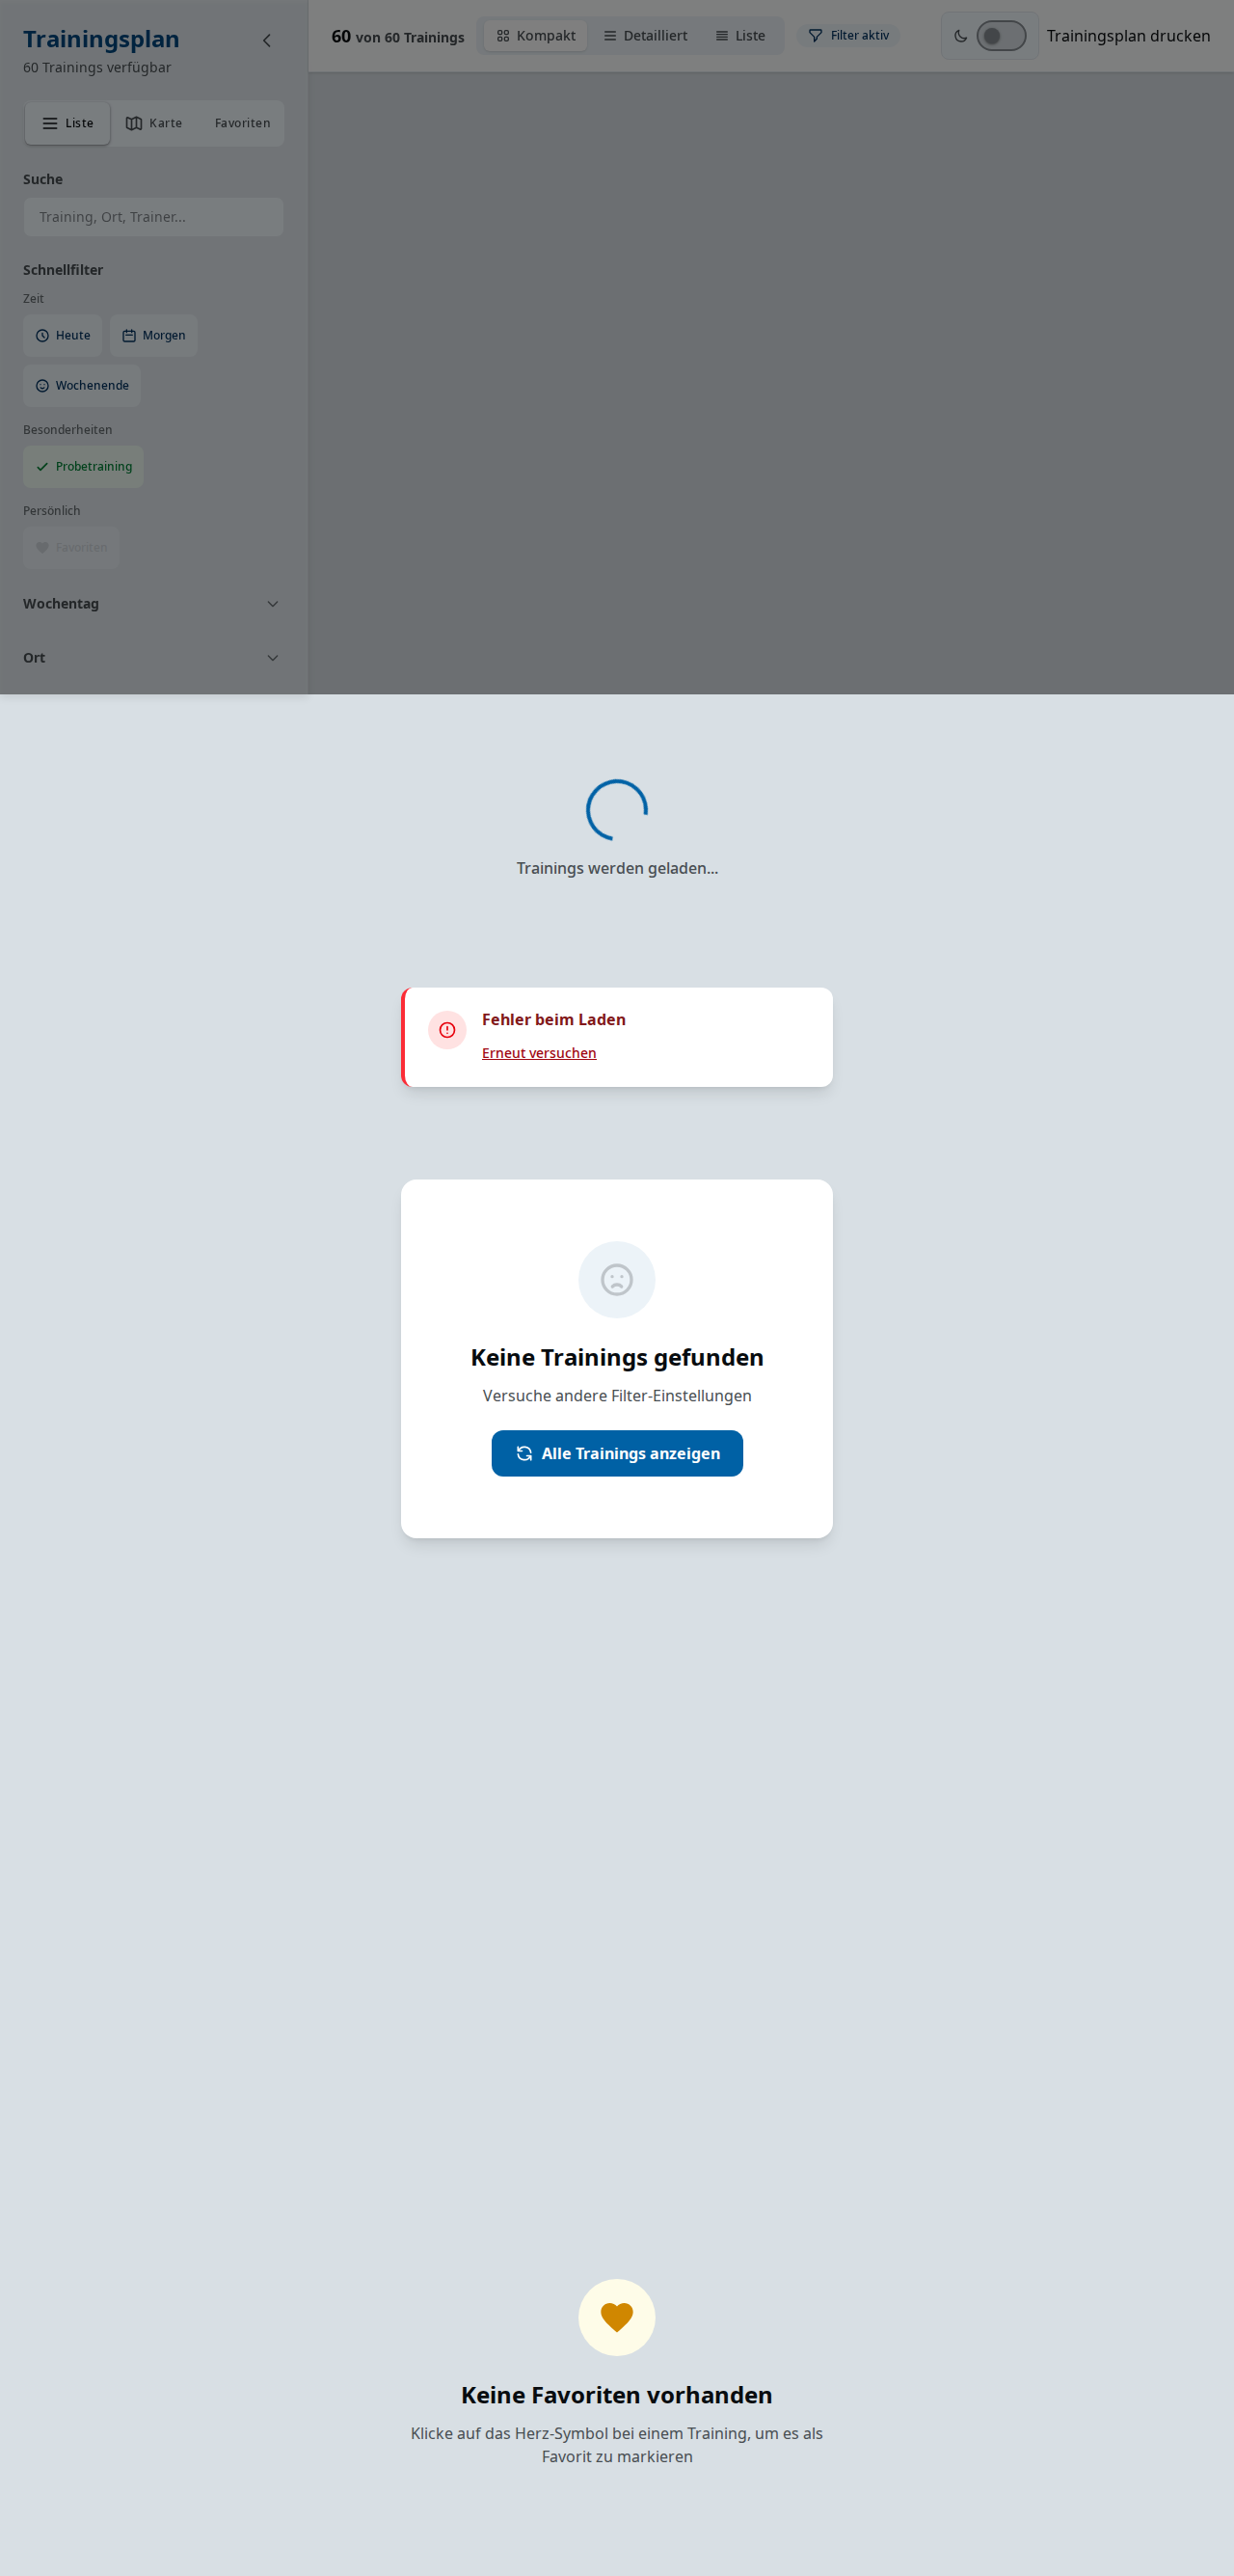 Trainingsplan
60 Trainings verfügbar
Liste
Karte
Favoriten
Suche
Training, Ort, Trainer...
Schnellfilter
Zeit
Heute
Morgen
Wochenende
Besonderheiten
Probetraining
Persönlich
Favoriten
Wochentag
Ort
60 von 60 Trainings
Kompakt
Detailliert
Liste
Filter aktiv
Trainingsplan drucken
Trainings werden geladen...
Fehler beim Laden
Erneut versuchen
Keine Trainings gefunden
Versuche andere Filter-Einstellungen
Alle Trainings anzeigen
Keine Favoriten vorhanden
Klicke auf das Herz-Symbol bei einem Training, um es als
Favorit zu markieren